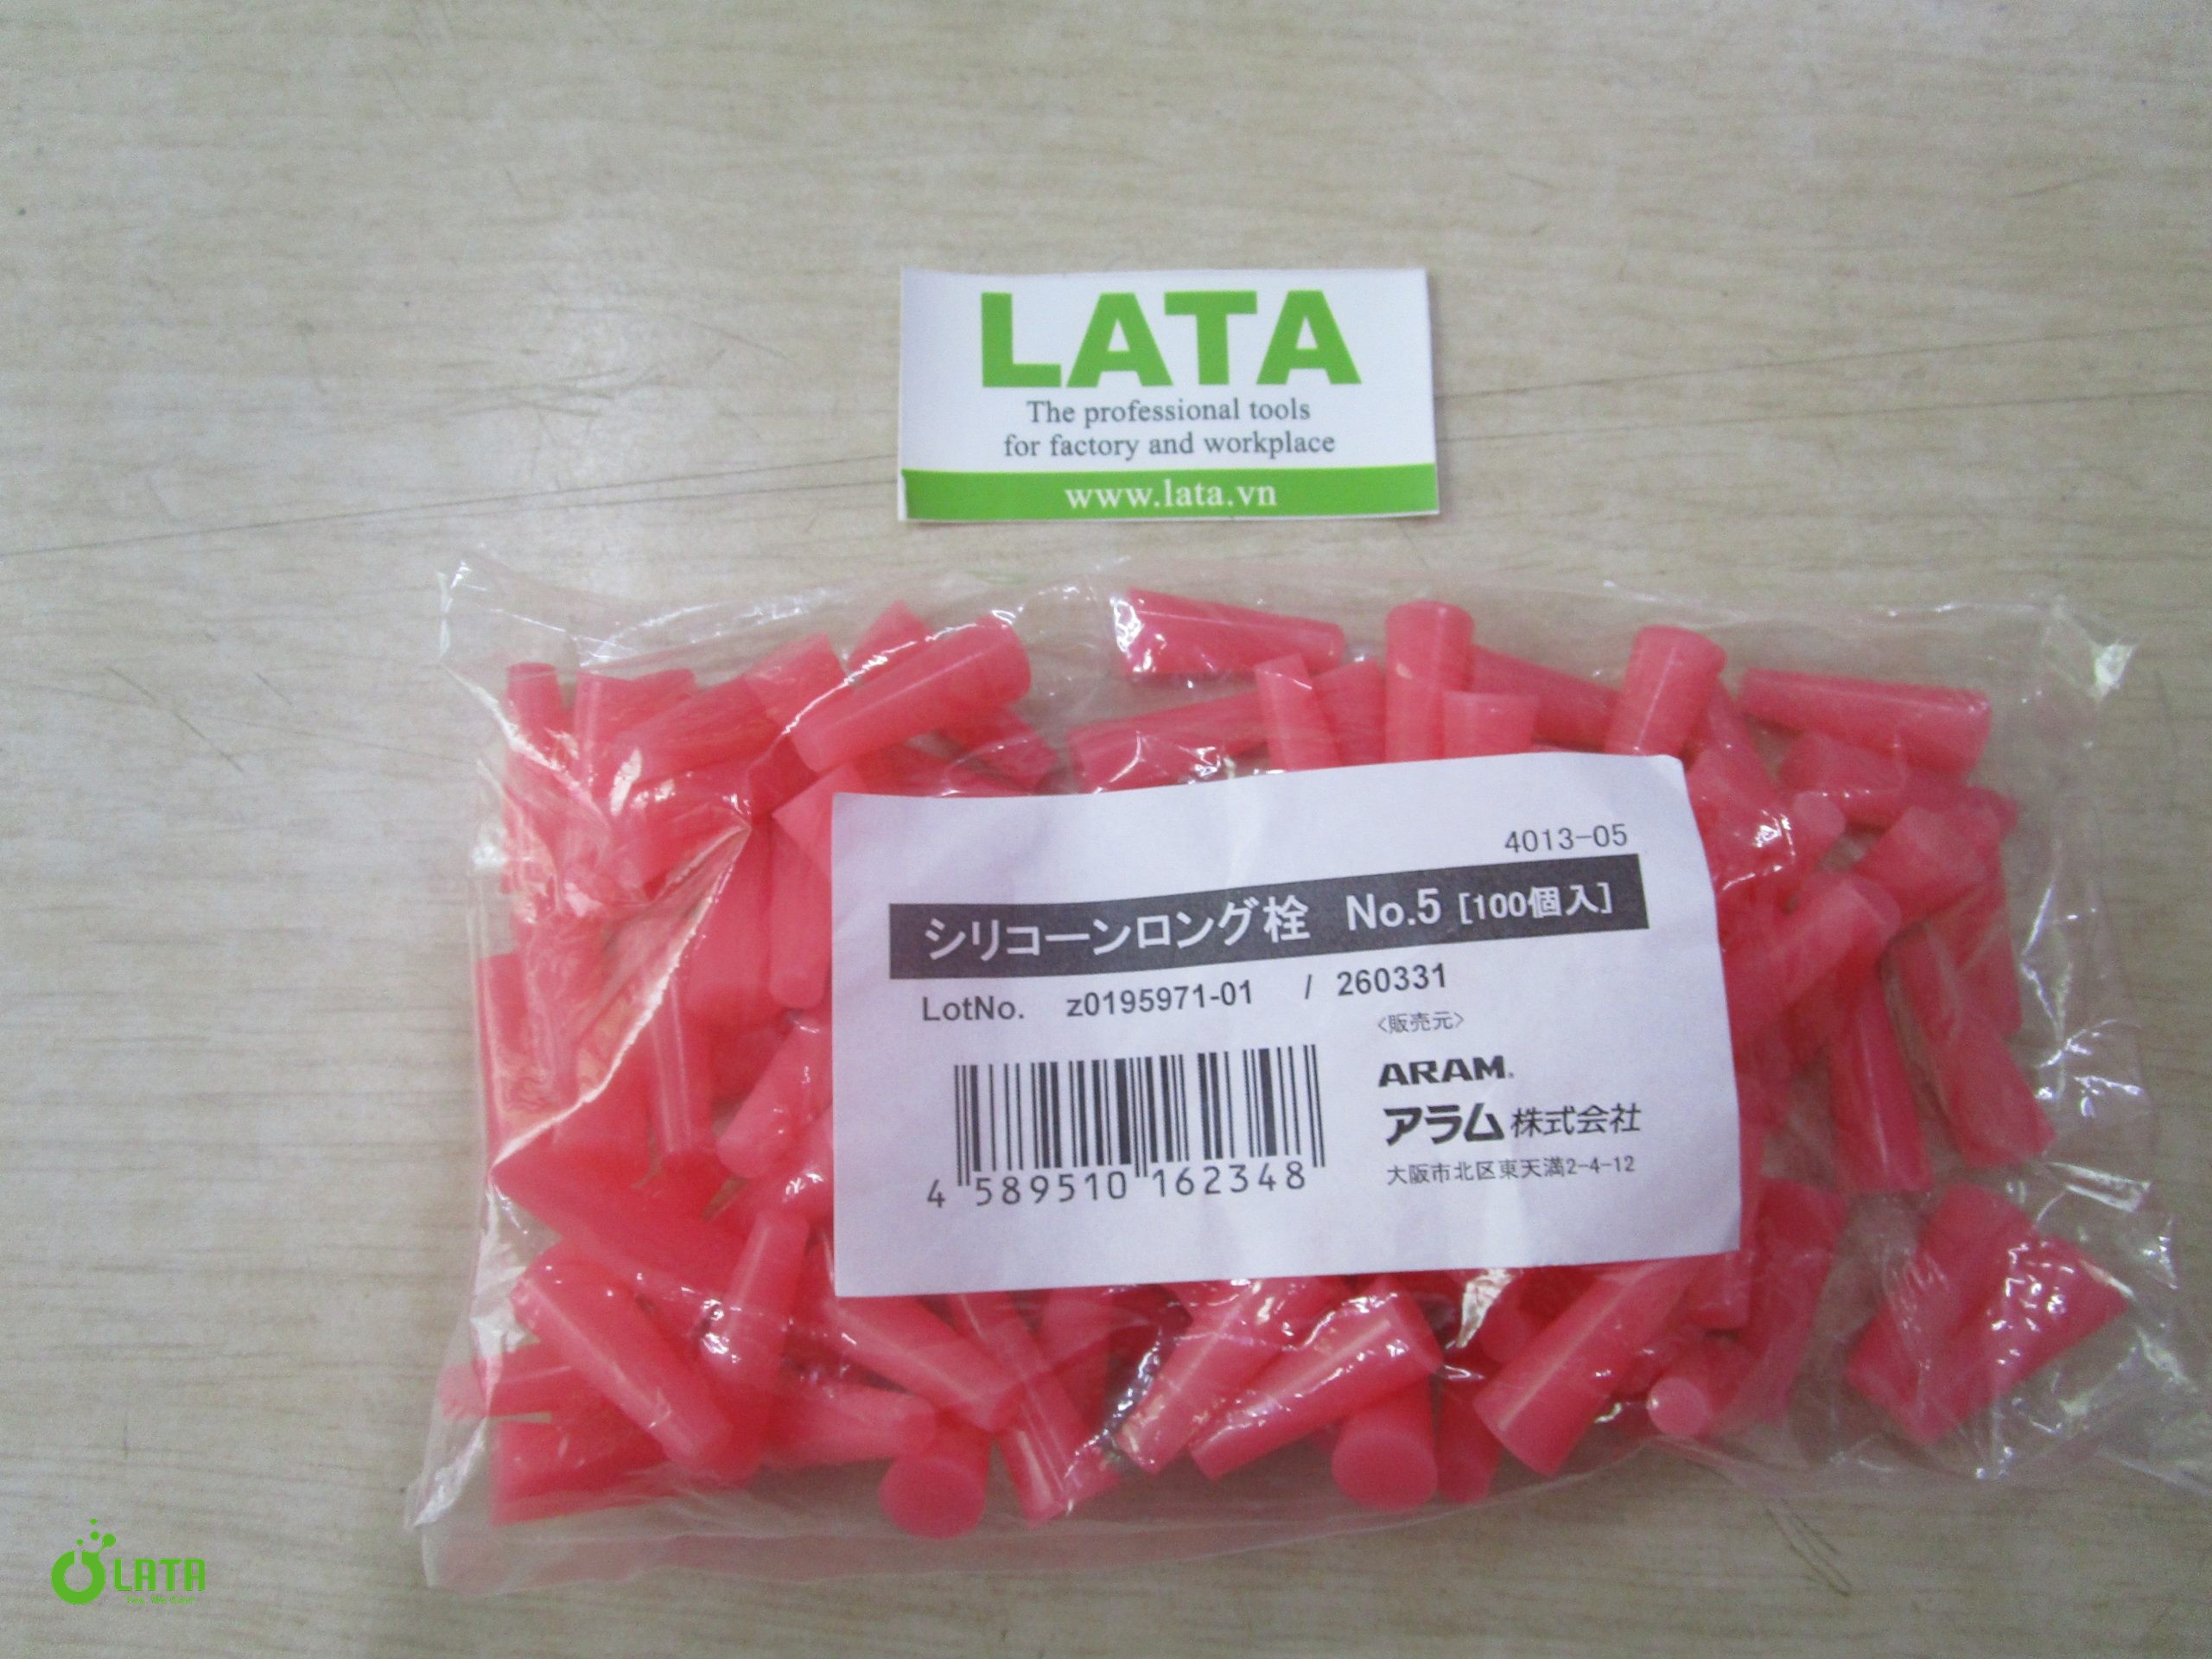 LATA
The professional tools
for factory and workplace
www.lata.vn
4013-05
シリコーンロング栓 No.5 [100個入]
LotNo. z0195971-01 / 260331
<販売元>
ARAM.
アラム株式会社
大阪市北区東天満2-4-12
4 589510 162348
LATA